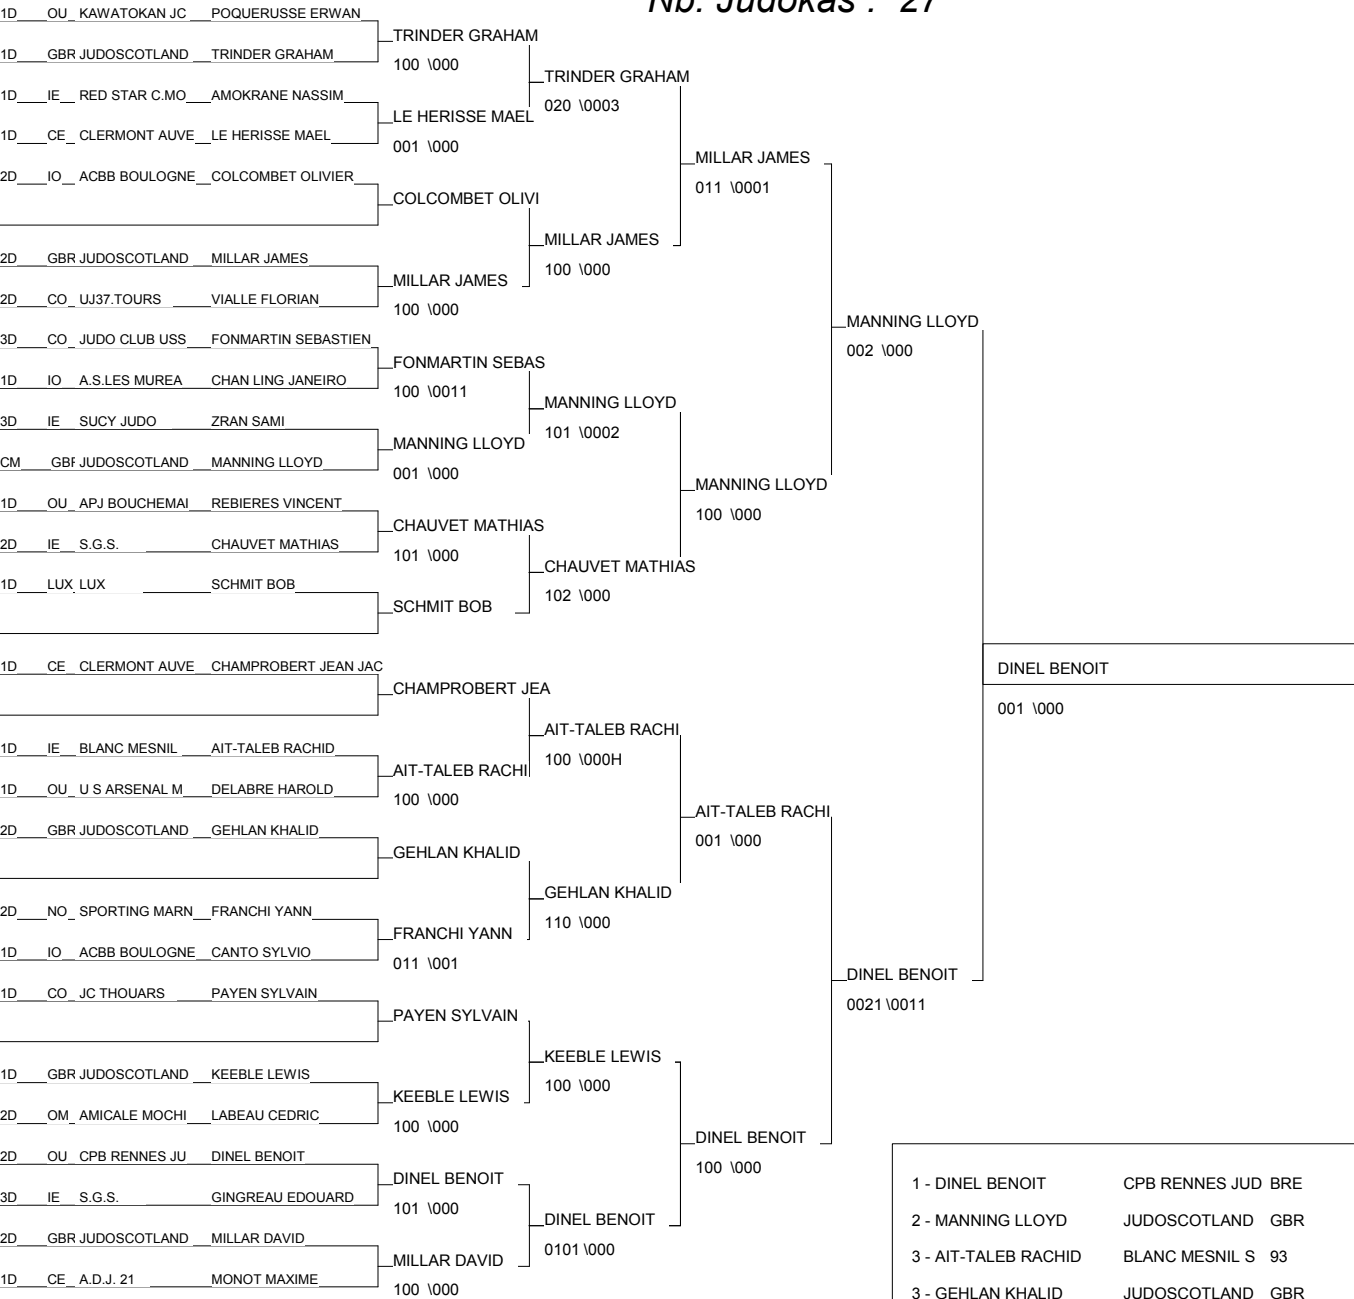 Nb. Judokas : 27
1D OU KAWATOKAN JC POQUERUSSE ERWAN
TRINDER GRAHAM
1D GBR JUDOSCOTLAND TRINDER GRAHAM
100 \000
TRINDER GRAHAM
1D IE RED STAR C.MO AMOKRANE NASSIM
020 \0003
LE HERISSE MAEL
1D CE CLERMONT AUVE LE HERISSE MAEL
001 \000
MILLAR JAMES
2D IO ACBB BOULOGNE COLCOMBET OLIVIER
011 \0001
COLCOMBET OLIVI
MILLAR JAMES
2D GBR JUDOSCOTLAND MILLAR JAMES
100 \000
MILLAR JAMES
2D CO UJ37.TOURS VIALLE FLORIAN
100 \000
MANNING LLOYD
3D CO JUDO CLUB USS FONMARTIN SEBASTIEN
002 \000
FONMARTIN SEBAS
1D IO A.S.LES MUREA CHAN LING JANEIRO
100 \0011
MANNING LLOYD
3D IE SUCY JUDO ZRAN SAMI
101 \0002
MANNING LLOYD
CM GBF JUDOSCOTLAND MANNING LLOYD
001 \000
MANNING LLOYD
1D OU APJ BOUCHEMAI REBIERES VINCENT
100 \000
CHAUVET MATHIAS
2D IE S.G.S. CHAUVET MATHIAS
101 \000
CHAUVET MATHIAS
1D LUX LUX SCHMIT BOB
102 \000
SCHMIT BOB
1D CE CLERMONT AUVE CHAMPROBERT JEAN JAC
DINEL BENOIT
CHAMPROBERT JEA
001 \000
AIT-TALEB RACHI
1D IE BLANC MESNIL AIT-TALEB RACHID
100 \000H
AIT-TALEB RACHI
1D OU U S ARSENAL M DELABRE HAROLD
100 \000
AIT-TALEB RACHI
2D GBR JUDOSCOTLAND GEHLAN KHALID
001 \000
GEHLAN KHALID
GEHLAN KHALID
2D NO SPORTING MARN FRANCHI YANN
110 \000
FRANCHI YANN
1D IO ACBB BOULOGNE CANTO SYLVIO
011 \001
DINEL BENOIT
1D CO JC THOUARS PAYEN SYLVAIN
0021 \0011
PAYEN SYLVAIN
KEEBLE LEWIS
1D GBR JUDOSCOTLAND KEEBLE LEWIS
100 \000
KEEBLE LEWIS
2D OM AMICALE MOCHI LABEAU CEDRIC
100 \000
DINEL BENOIT
2D OU CPB RENNES JU DINEL BENOIT
100 \000
DINEL BENOIT
1 - DINEL BENOIT CPB RENNES JUD BRE
3D IE S.G.S. GINGREAU EDOUARD
101 \000
DINEL BENOIT
2 - MANNING LLOYD JUDOSCOTLAND GBR
2D GBR JUDOSCOTLAND MILLAR DAVID
0101 \000
3 - AIT-TALEB RACHID BLANC MESNIL S 93
MILLAR DAVID
1D CE A.D.J. 21 MONOT MAXIME
100 \000
3 - GEHLAN KHALID JUDOSCOTLAND GBR